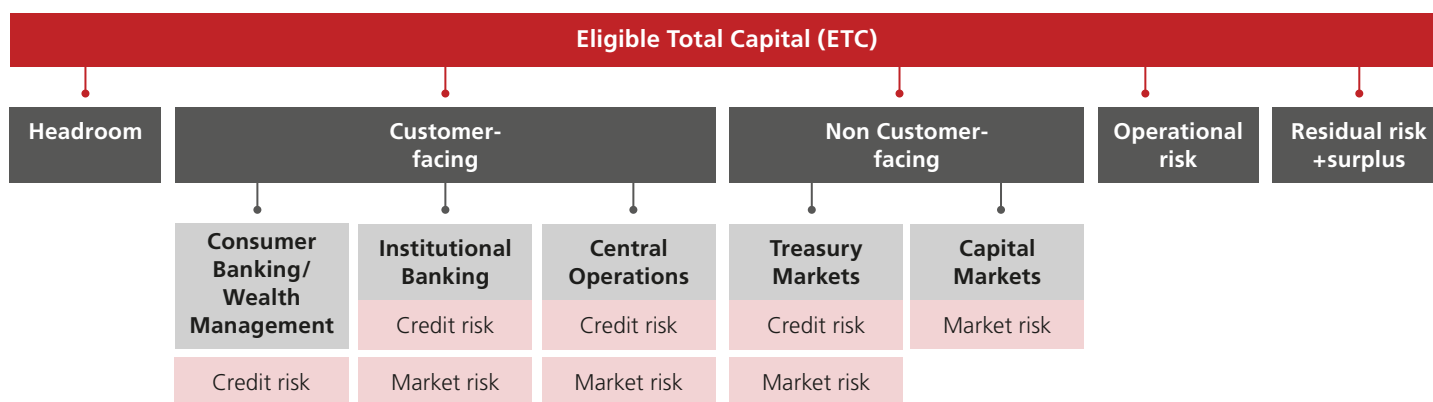 Eligible Total Capital (ETC)
Headroom
Customer-
facing
Non Customer-
facing
Operational
risk
Residual risk
+surplus
Consumer
Banking/
Wealth
Management
Credit risk
Institutional
Banking
Credit risk
Market risk
Central
Operations
Credit risk
Market risk
Treasury
Markets
Credit risk
Market risk
Capital
Markets
Market risk